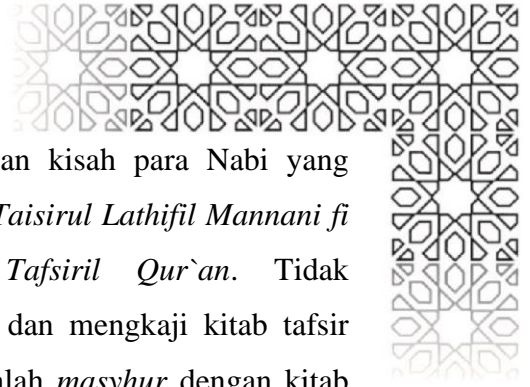 an kisah para Nabi yang
Taisirul Lathifil Mannani fi
Tafsiril Qur`an. Tidak
dan mengkaji kitab tafsir
lah masyhur dengan kitab